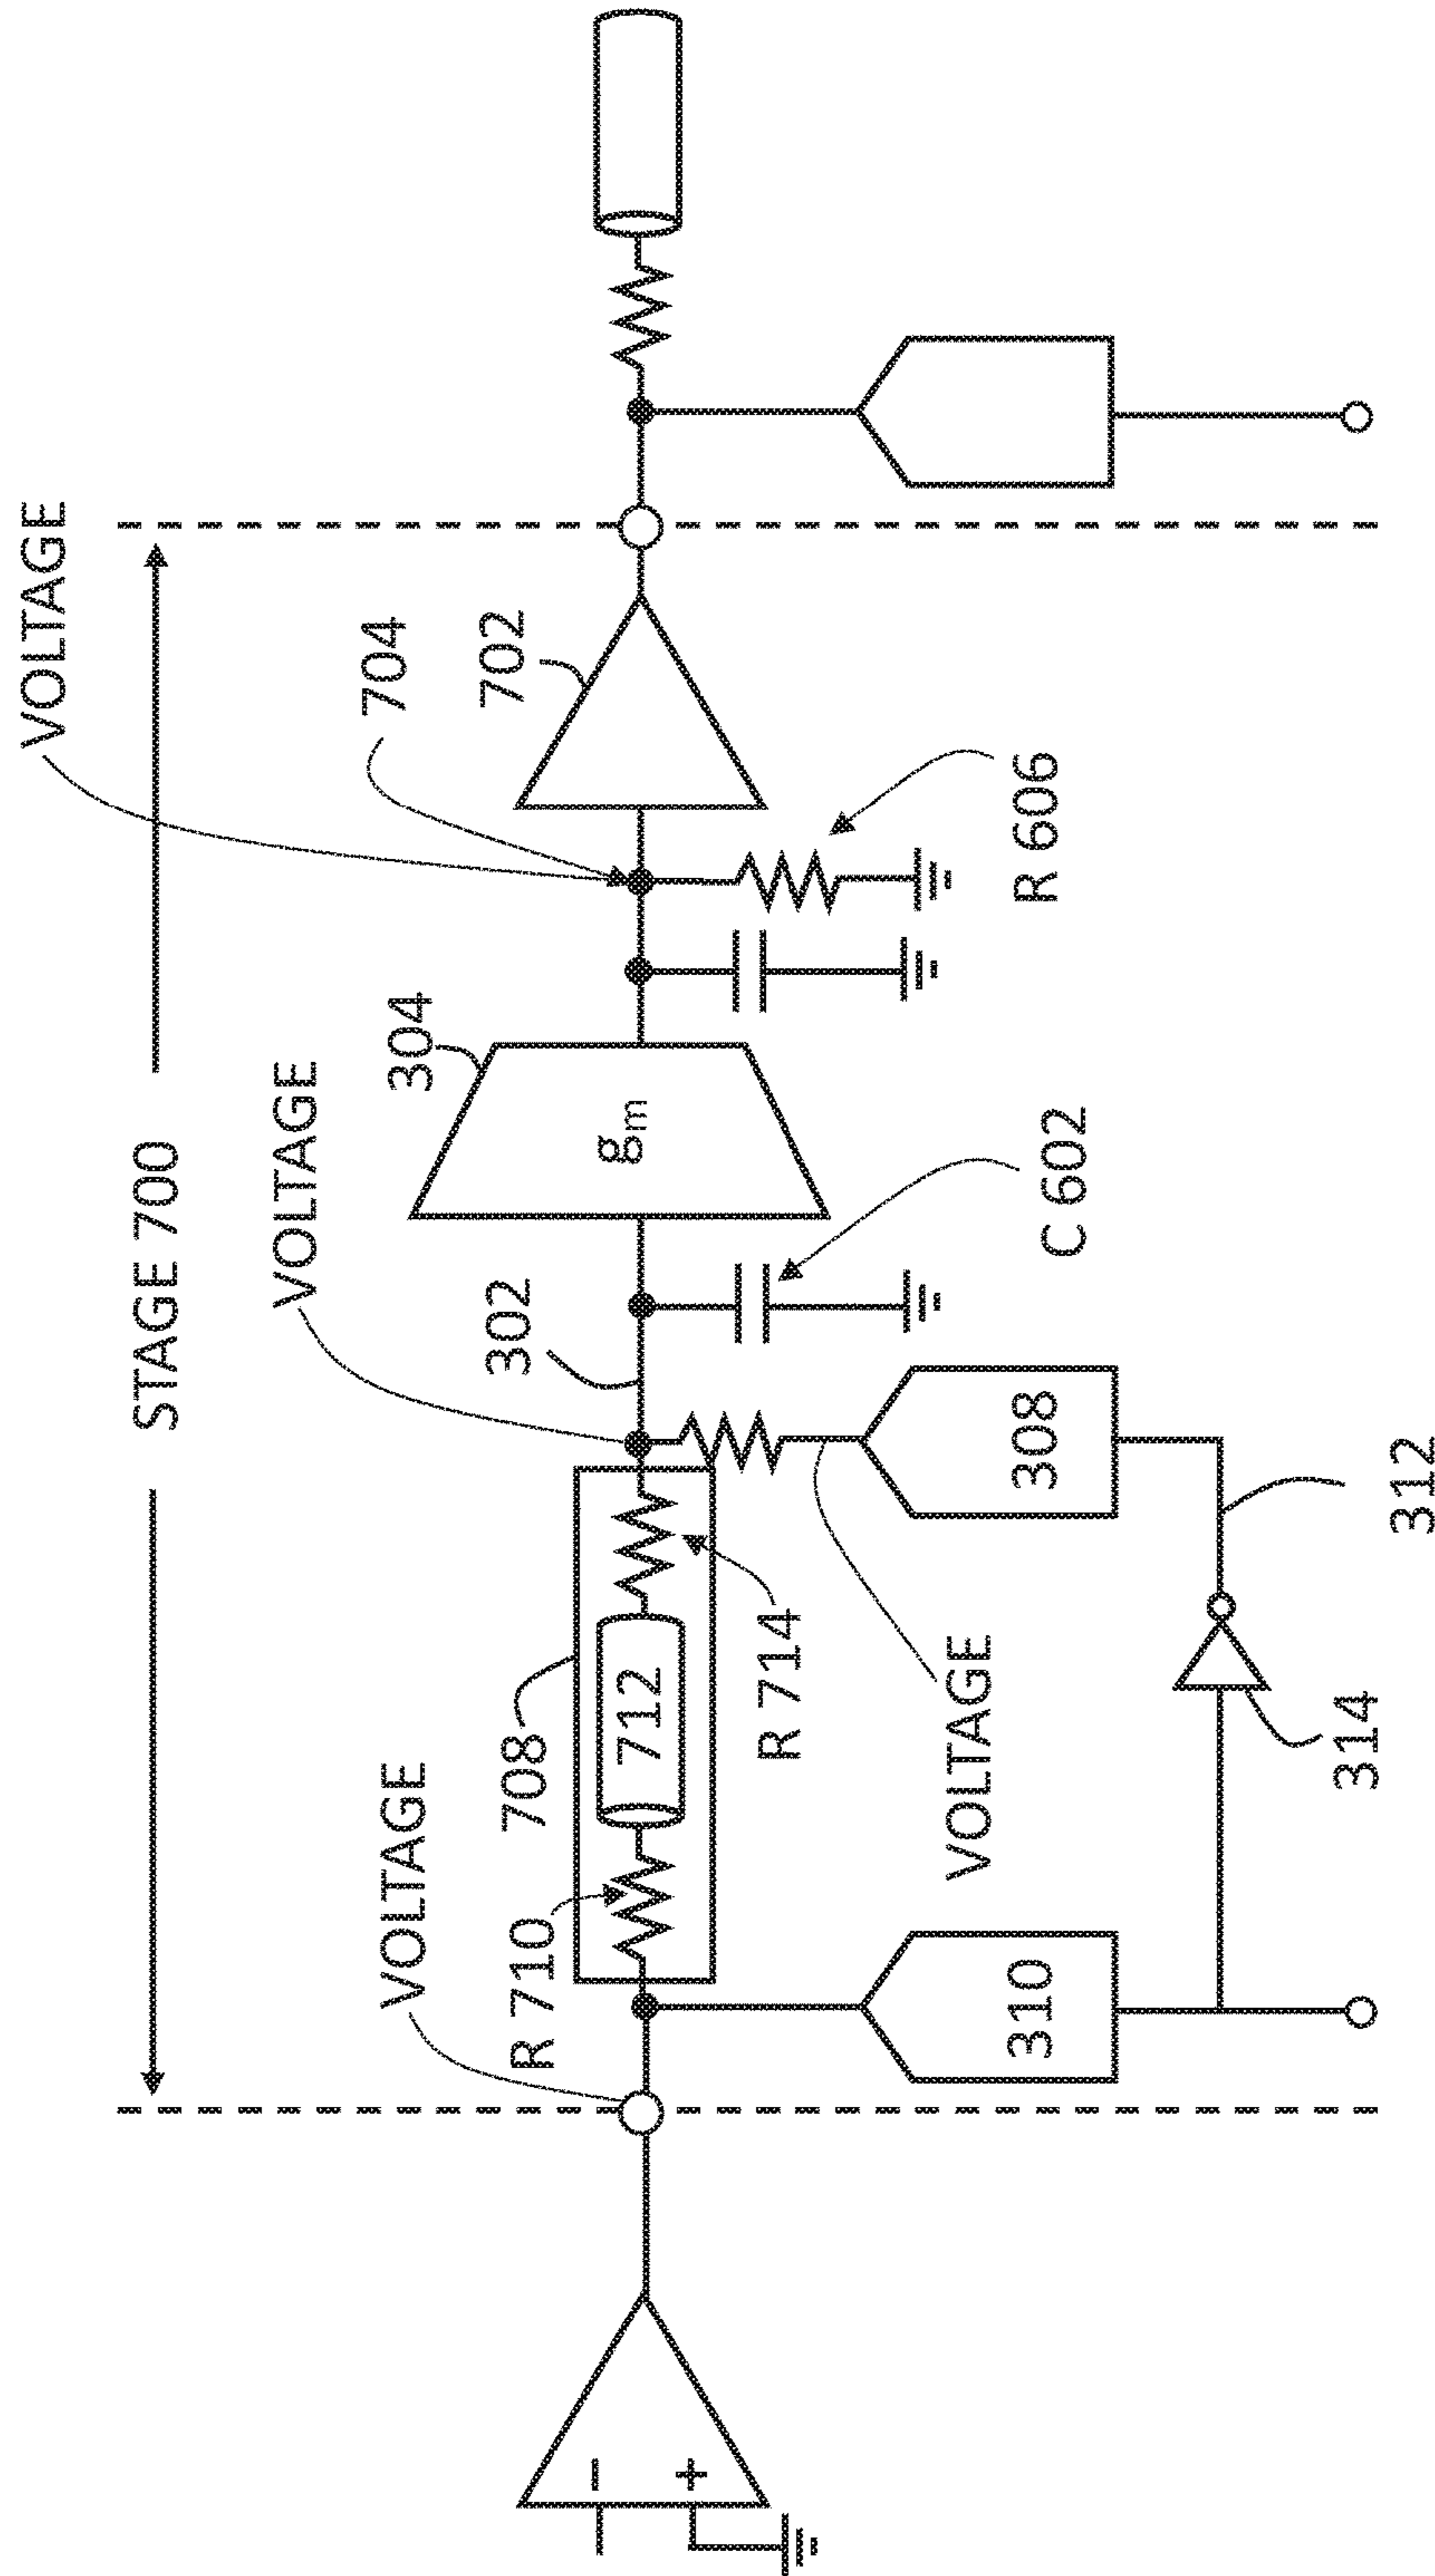 STAGE 700
VOLTAGE
VOLTAGE
VOLTAGE
704
304
702
302
708
R 710
712
gm
R 714
VOLTAGE
R 606
C 602
310
308
314
312
−
+